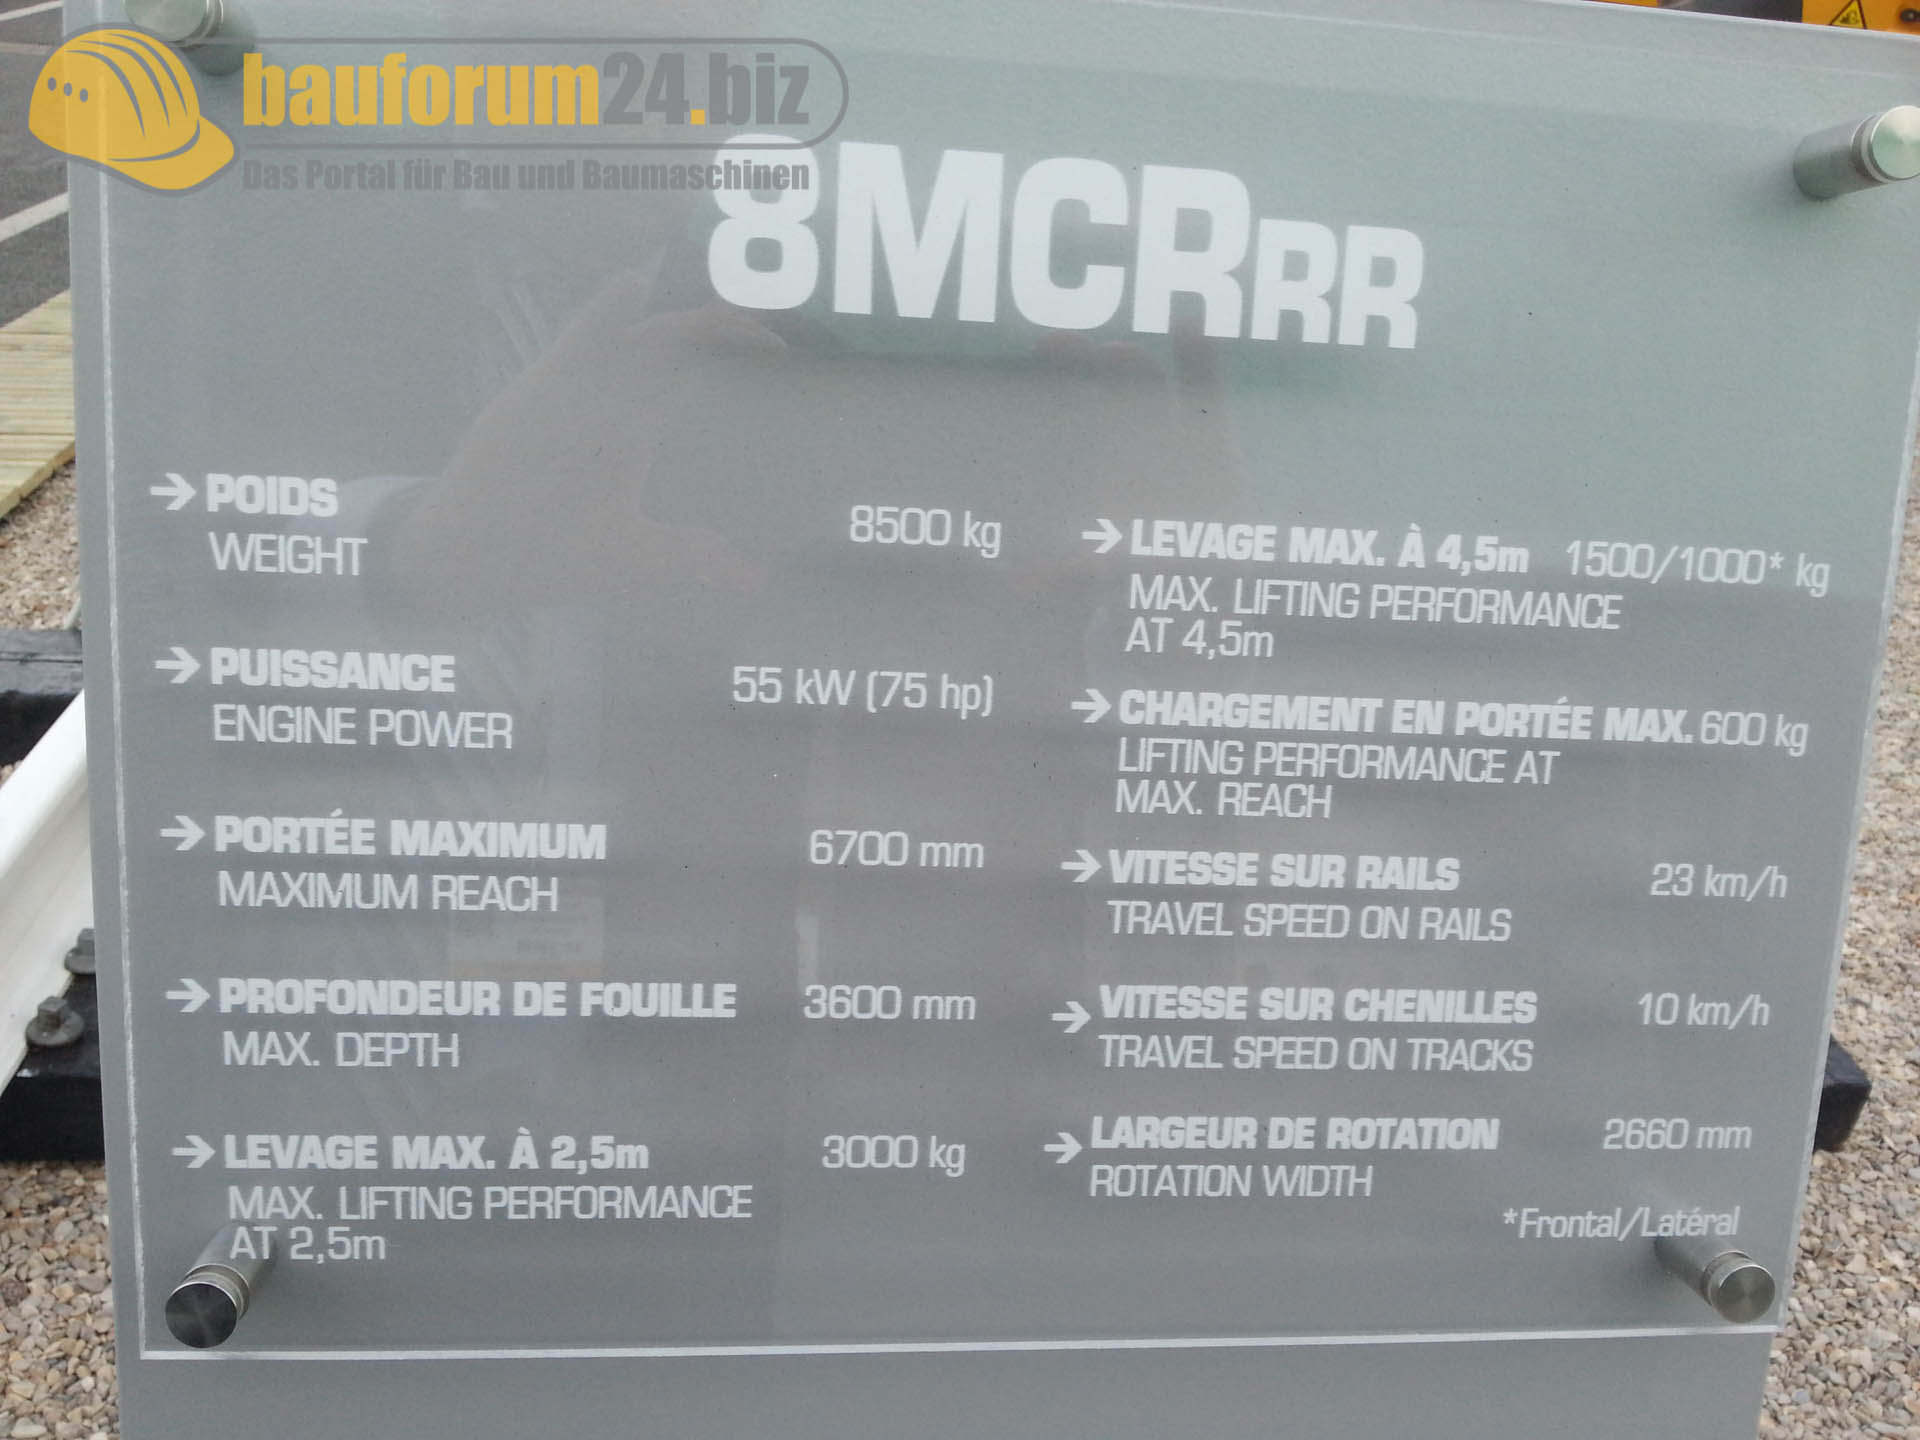 bauforum24.biz
Das Portal für Bau und Baumaschinen
8MCRRR
→ POIDS 8500 kg
WEIGHT
→ PUISSANCE 55 kW (75 hp)
ENGINE POWER
→ PORTÉE MAXIMUM 6700 mm
MAXIMUM REACH
→ PROFONDEUR DE FOUILLE 3600 mm
MAX. DEPTH
→ LEVAGE MAX. À 2,5m 3000 kg
MAX. LIFTING PERFORMANCE
AT 2,5m
→ LEVAGE MAX. À 4,5m 1500/1000* kg
MAX. LIFTING PERFORMANCE
AT 4,5m
→ CHARGEMENT EN PORTÉE MAX. 600 kg
LIFTING PERFORMANCE AT
MAX. REACH
→ VITESSE SUR RAILS 23 km/h
TRAVEL SPEED ON RAILS
→ VITESSE SUR CHENILLES 10 km/h
TRAVEL SPEED ON TRACKS
→ LARGEUR DE ROTATION 2660 mm
ROTATION WIDTH
*Frontal/Latéral